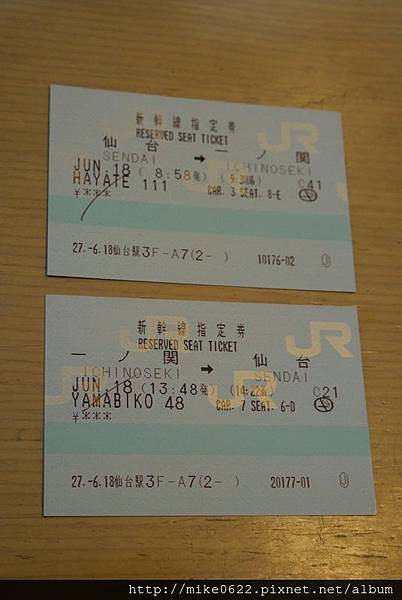 新幹線指定券
RESERVED SEAT TICKET
仙台 → 一ノ関
SENDAI ICHINOSEKI
JUN.18 ( 8:58発) ( 9:30着) C41
HAYATE 111 CAR. 3 SEAT. 8-E
¥***
27.-6.18仙台駅3F-A7(2- ) 10176-02
JR
新幹線指定券
RESERVED SEAT TICKET
一ノ関 → 仙台
ICHINOSEKI SENDAI
JUN.18 (13:48発) (14:22着) C21
YAMABIKO 48 CAR. 7 SEAT. 6-D
¥***
27.-6.18仙台駅3F-A7(2- ) 20177-01
JR
http://mike0622.pixnet.net/album